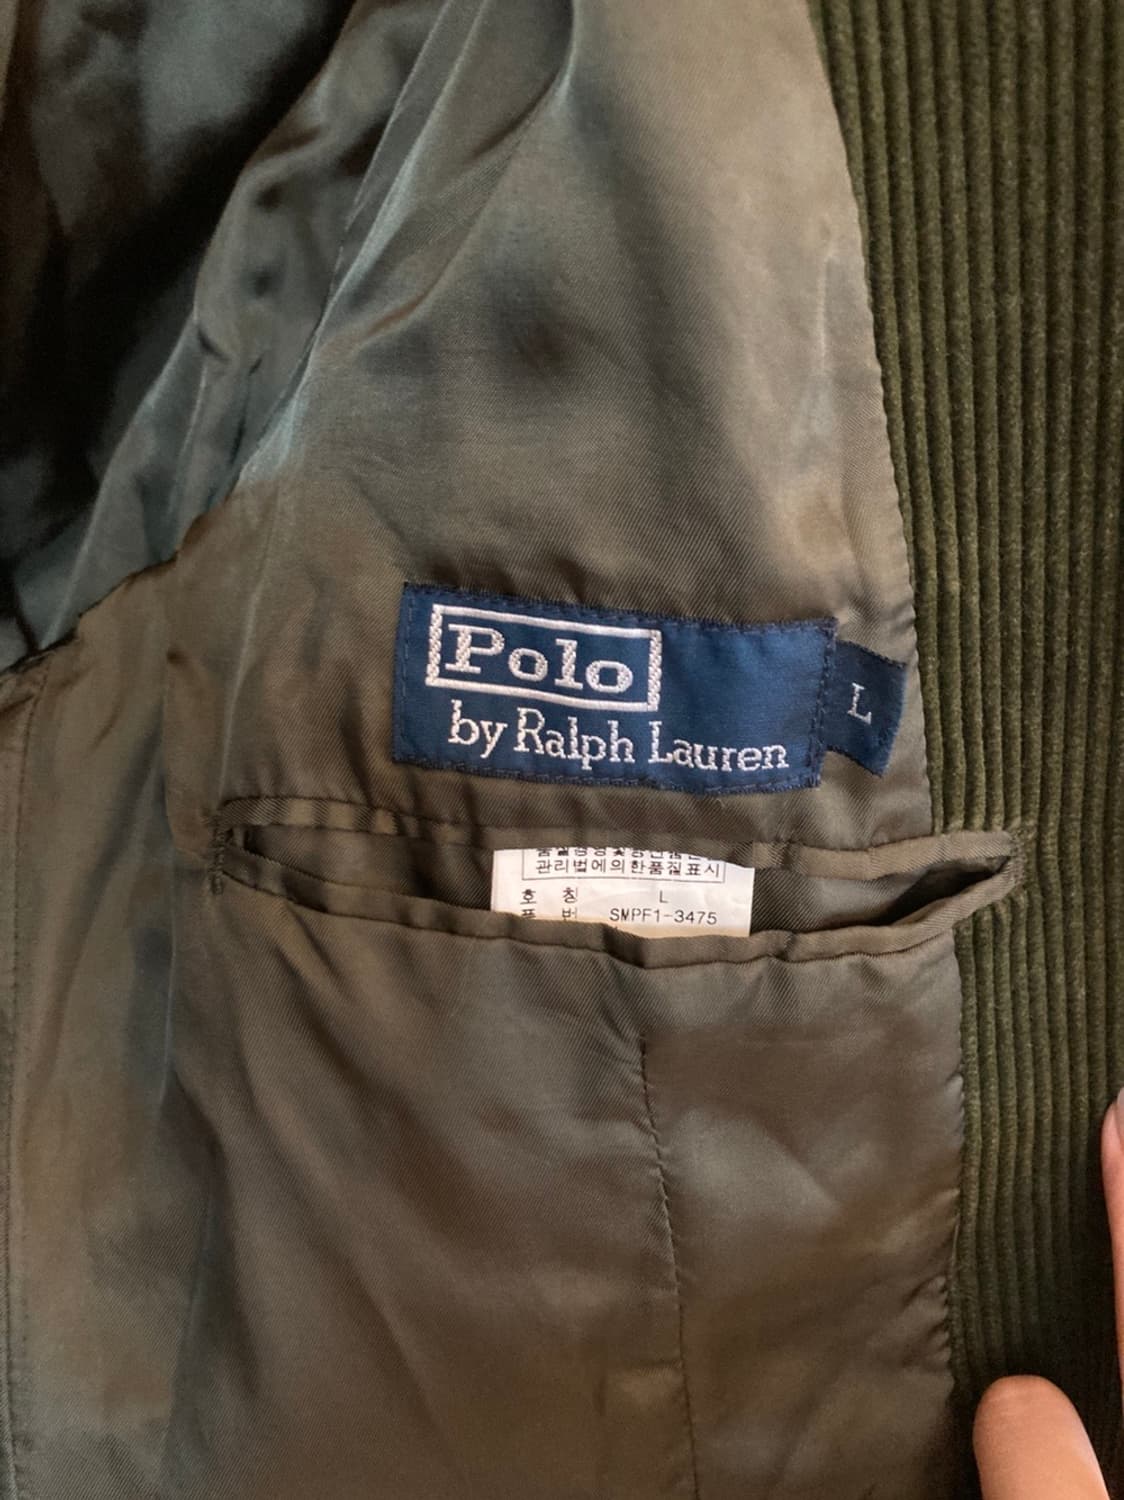 Polo
by Ralph Lauren
L
관리법에의한품질표시
호 칭 L
품 번 SMPF1-3475